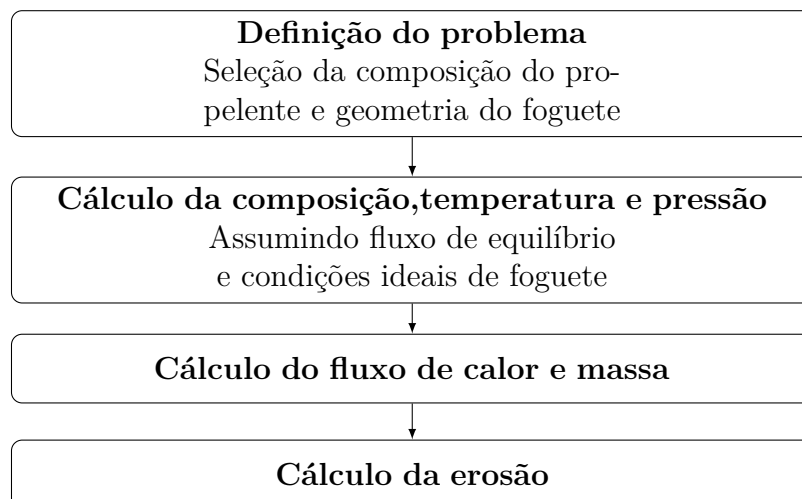 Definição do problema
Seleção da composição do pro-
pelente e geometria do foguete
Cálculo da composição,temperatura e pressão
Assumindo fluxo de equilíbrio
e condições ideais de foguete
Cálculo do fluxo de calor e massa
Cálculo da erosão